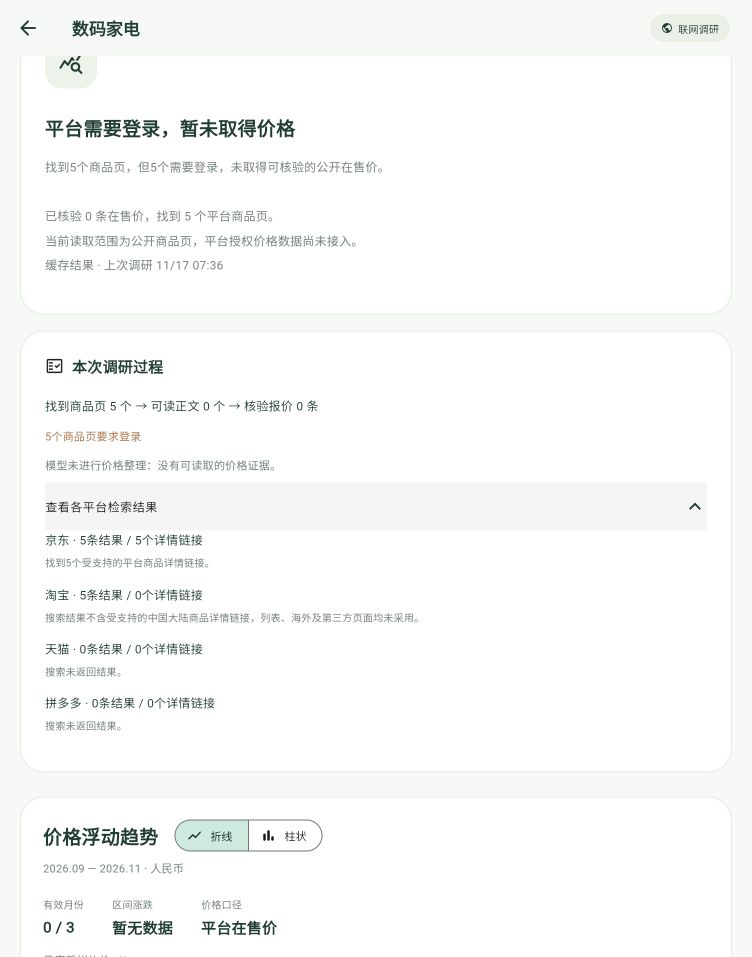 数码家电
联网调研
平台需要登录，暂未取得价格
找到5个商品页，但5个需要登录，未取得可核验的公开在售价。
已核验 0 条在售价，找到 5 个平台商品页。
当前读取范围为公开商品页，平台授权价格数据尚未接入。
缓存结果 · 上次调研 11/17 07:36
本次调研过程
找到商品页 5 个 → 可读正文 0 个 → 核验报价 0 条
5个商品页要求登录
模型未进行价格整理：没有可读取的价格证据。
查看各平台检索结果
京东 · 5条结果 / 5个详情链接
找到5个受支持的平台商品详情链接。
淘宝 · 5条结果 / 0个详情链接
搜索结果不含受支持的中国大陆商品详情链接，列表、海外及第三方页面均未采用。
天猫 · 0条结果 / 0个详情链接
搜索未返回结果。
拼多多 · 0条结果 / 0个详情链接
搜索未返回结果。
价格浮动趋势
折线
柱状
2026.09 — 2026.11 · 人民币
有效月份 区间涨跌 价格口径
0 / 3 暂无数据 平台在售价